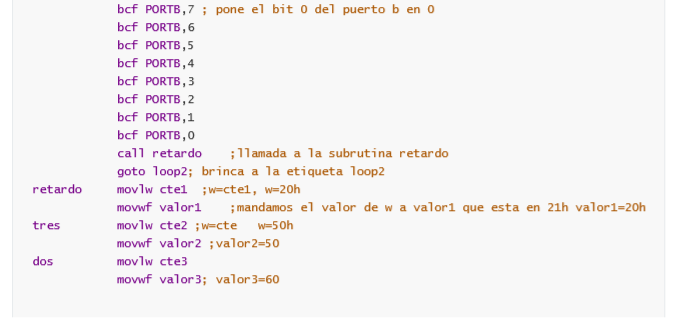 bcf PORTB,7 ; pone el bit 0 del puerto b en 0
bcf PORTB,6
bcf PORTB,5
bcf PORTB,4
bcf PORTB,3
bcf PORTB,2
bcf PORTB,1
bcf PORTB,0
call retardo ;llamada a la subrutina retardo
goto loop2; brinca a la etiqueta loop2
retardo movlw cte1 ;w=cte1, w=20h
movwf valor1 ;mandamos el valor de w a valor1 que esta en 21h valor1=20h
tres movlw cte2 ;w=cte w=50h
movwf valor2 ;valor2=50
dos movlw cte3
movwf valor3; valor3=60